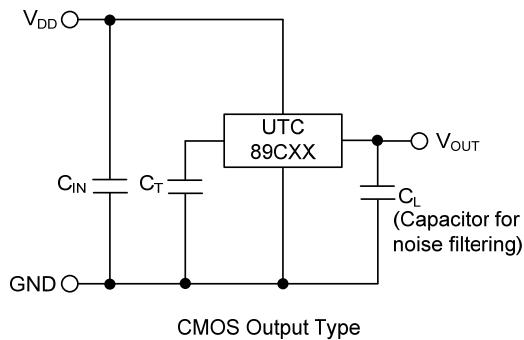 VDD
UTC
89CXX
VOUT
CIN
CT
CL
(Capacitor for
noise filtering)
GND
CMOS Output Type